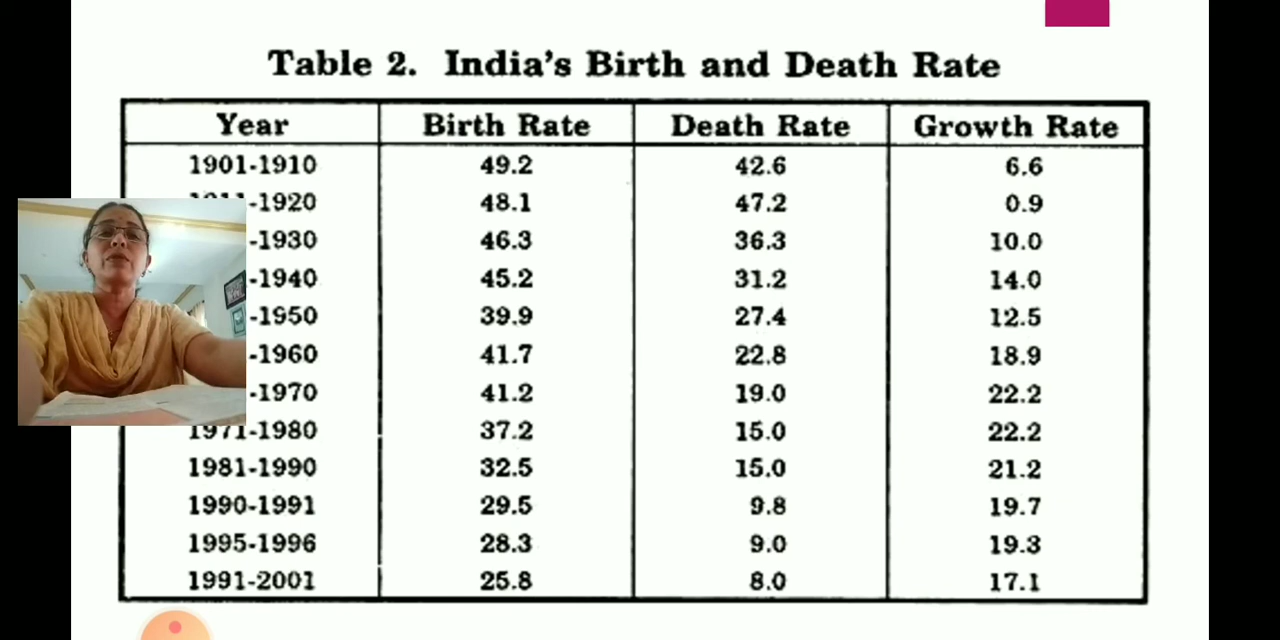 Table 2. India's Birth and Death Rate
Year Birth Rate Death Rate Growth Rate
1901-1910 49.2 42.6 6.6
-1920 48.1 47.2 0.9
-1930 46.3 36.3 10.0
-1940 45.2 31.2 14.0
-1950 39.9 27.4 12.5
-1960 41.7 22.8 18.9
-1970 41.2 19.0 22.2
1971-1980 37.2 15.0 22.2
1981-1990 32.5 15.0 21.2
1990-1991 29.5 9.8 19.7
1995-1996 28.3 9.0 19.3
1991-2001 25.8 8.0 17.1